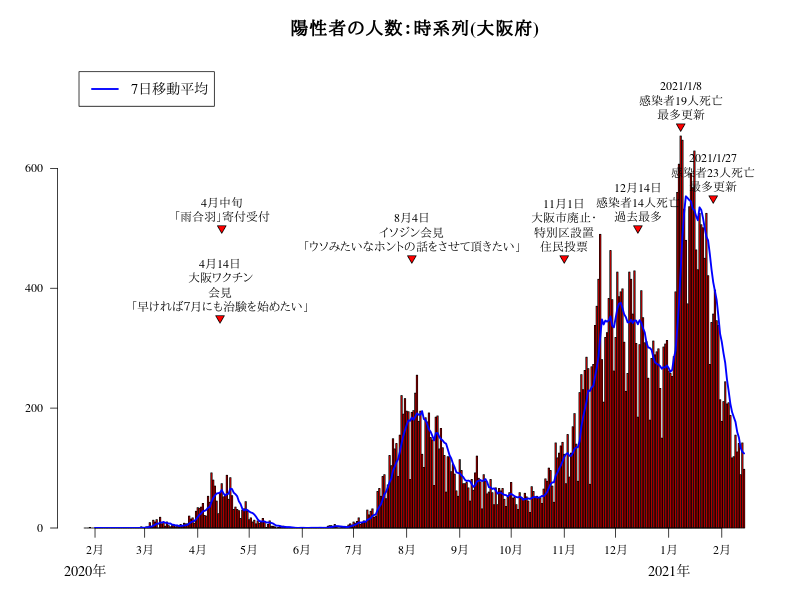 陽性者の人数：時系列(大阪府)
7日移動平均
2021/1/8
感染者19人死亡
最多更新
2021/1/27
感染者23人死亡
最多更新
12月14日
感染者14人死亡
過去最多
11月1日
大阪市廃止・
特別区設置
住民投票
8月4日
イソジン会見
「ウソみたいなホントの話をさせて頂きたい」
4月中旬
「雨合羽」寄付受付
4月14日
大阪ワクチン
会見
「早ければ7月にも治験を始めたい」
600
400
200
0
2月 3月 4月 5月 6月 7月 8月 9月 10月 11月 12月 1月 2月
2020年 2021年